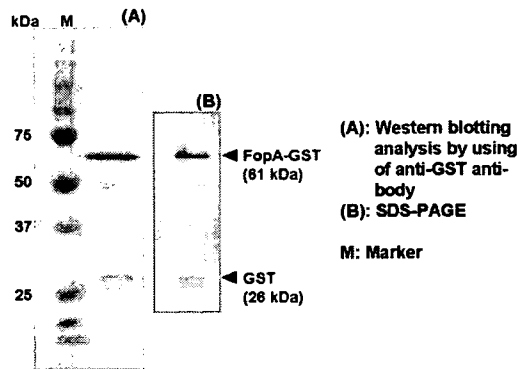 kDa M (A)
(B)
75
50
37
25
FopA-GST
(61 kDa)
GST
(26 kDa)
(A): Western blotting
analysis by using
of anti-GST anti-
body
(B): SDS-PAGE
M: Marker